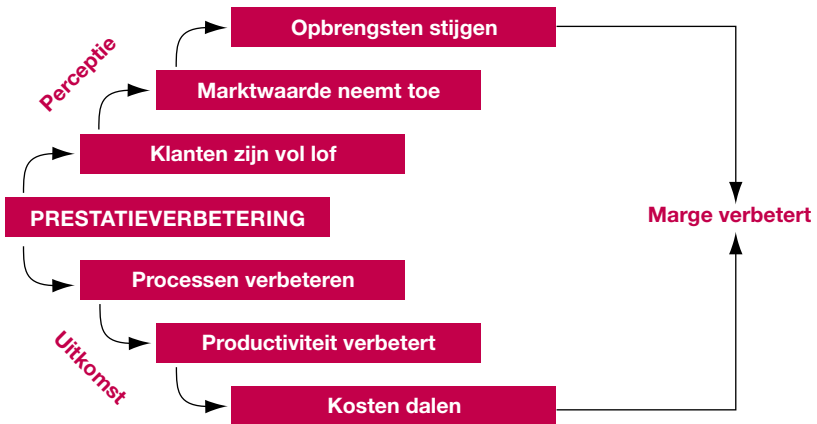 Opbrengsten stijgen
Perceptie
Marktwaarde neemt toe
Klanten zijn vol lof
PRESTATIEVERBETERING
Marge verbetert
Processen verbeteren
Productiviteit verbetert
Uitkomst
Kosten dalen